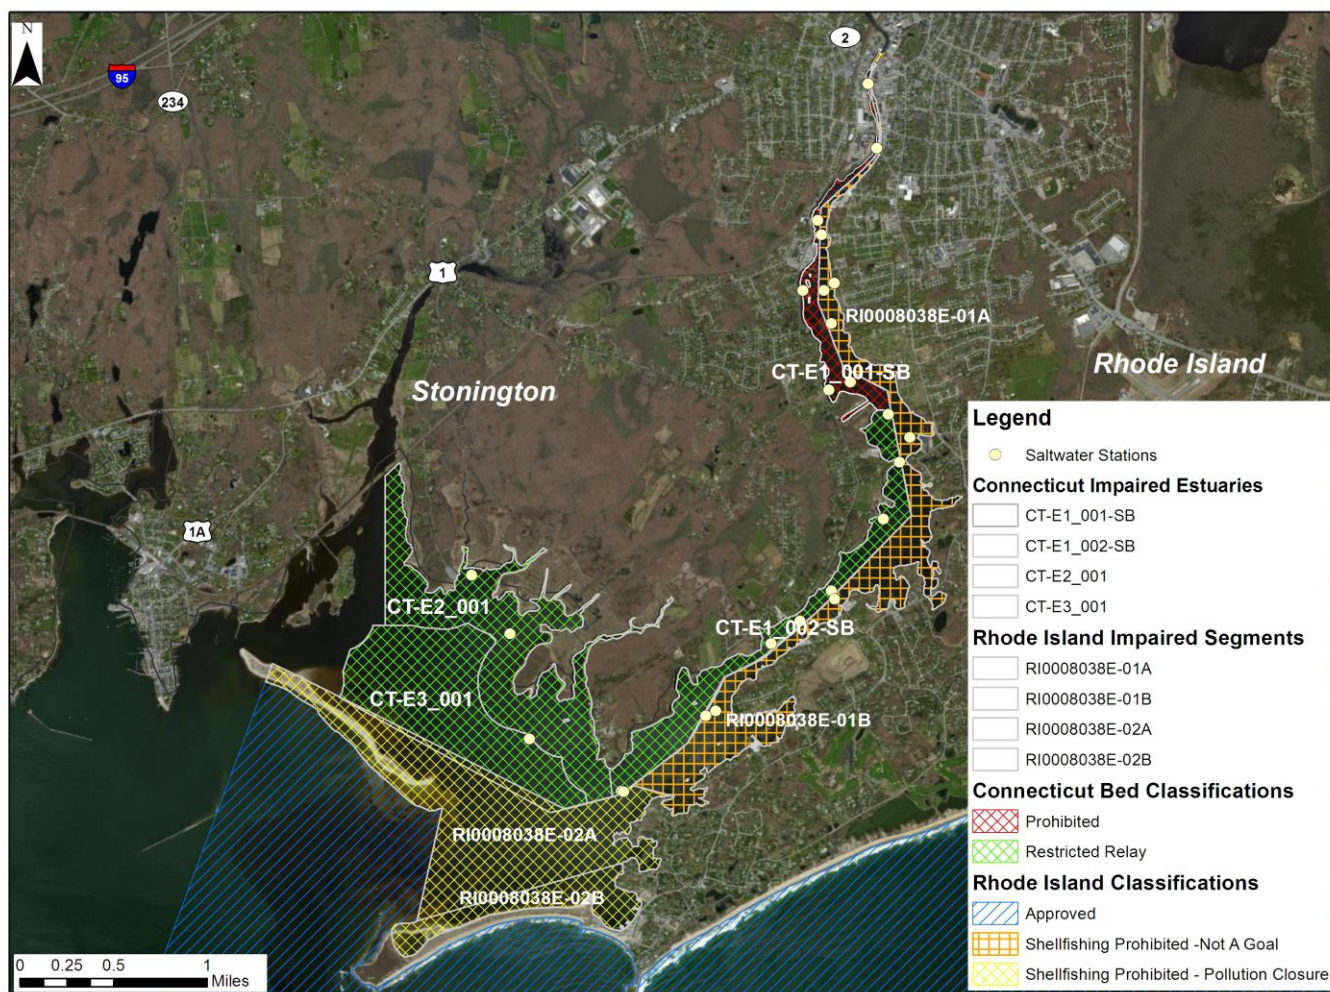 N
95
234
2
1
1A
Stonington
Rhode Island
RI0008038E-01A
CT-E1_001-SB
CT-E2_001
CT-E1_002-SB
CT-E3_001
RI0008038E-01B
RI0008038E-02A
RI0008038E-02B
Legend
Saltwater Stations
Connecticut Impaired Estuaries
CT-E1_001-SB
CT-E1_002-SB
CT-E2_001
CT-E3_001
Rhode Island Impaired Segments
RI0008038E-01A
RI0008038E-01B
RI0008038E-02A
RI0008038E-02B
Connecticut Bed Classifications
Prohibited
Restricted Relay
Rhode Island Classifications
Approved
Shellfishing Prohibited -Not A Goal
Shellfishing Prohibited - Pollution Closure
0 0.25 0.5 1
Miles